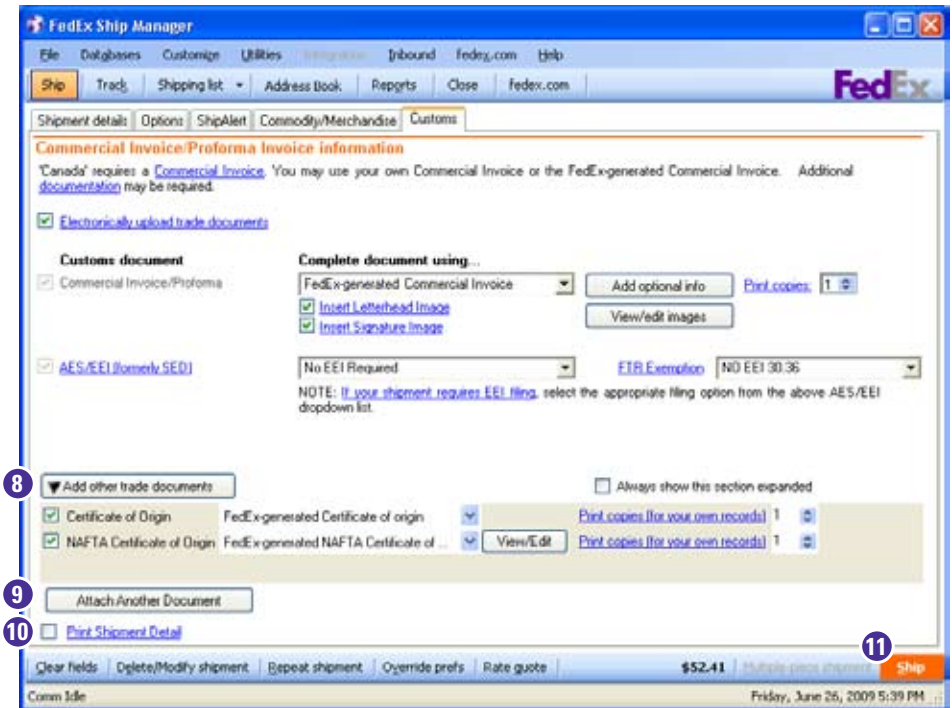 FedEx Ship Manager
File Databases Customize Utilities Integration Inbound fedex.com Help
Ship Track Shipping list Address Book Reports Close fedex.com FedEx
Shipment details Options ShipAlert Commodity/Merchandise Customs
Commercial Invoice/Proforma Invoice information
'Canada' requires a Commercial Invoice. You may use your own Commercial Invoice or the FedEx-generated Commercial Invoice. Additional
documentation may be required.
Electronically upload trade documents
Customs document Complete document using...
Commercial Invoice/Proforma FedEx-generated Commercial Invoice Add optional info Print copies: 1
Insert Letterhead Image
Insert Signature Image View/edit images
AES/EEI (formerly SED) No EEI Required FTR Exemption NO EEI 30.36
NOTE: If your shipment requires EEI filing, select the appropriate filing option from the above AES/EEI
dropdown list.
8 Add other trade documents Always show this section expanded
Certificate of Origin FedEx-generated Certificate of origin Print copies (for your own records) 1
NAFTA Certificate of Origin FedEx-generated NAFTA Certificate of ... View/Edit Print copies (for your own records) 1
9 Attach Another Document
10 Print Shipment Detail
11
Clear fields Delete/Modify shipment Repeat shipment Override prefs Rate quote $52.41 Multiple-piece shipment Ship
Comm Idle Friday, June 26, 2009 5:39 PM